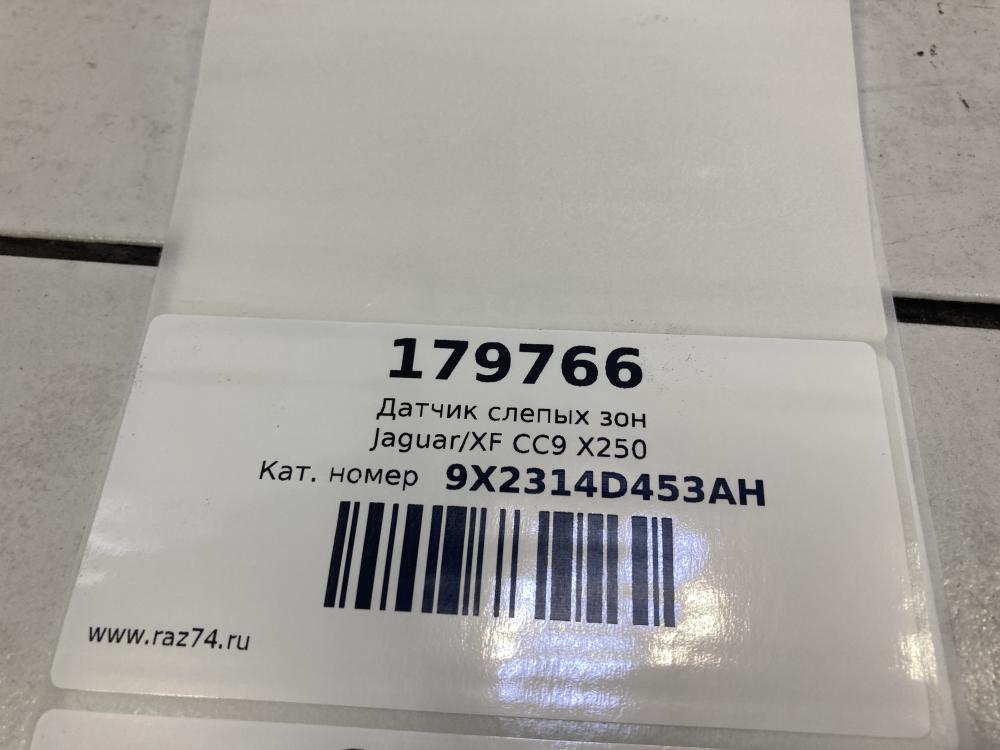 179766
Датчик слепых зон
Jaguar/XF CC9 X250
Кат. номер 9X2314D453AH
www.raz74.ru